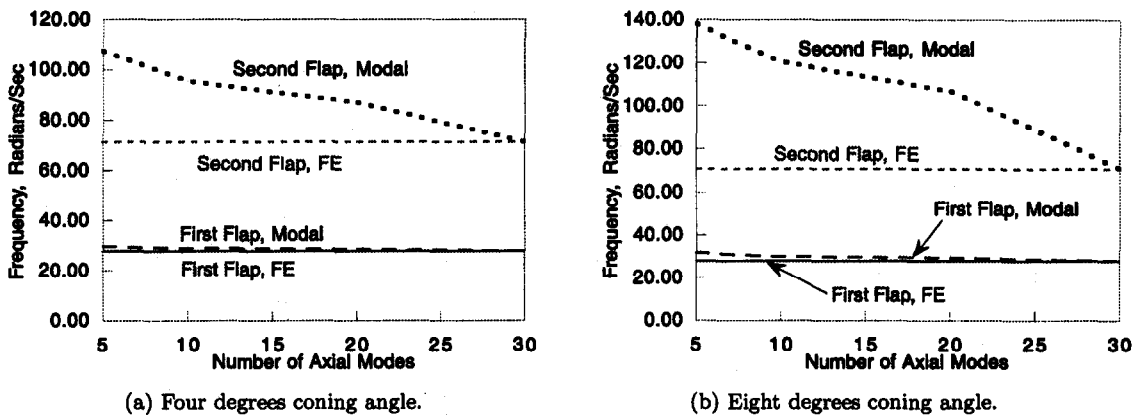 120.00
100.00
80.00
60.00
40.00
20.00
0.00
Frequency, Radians/Sec
Second Flap, Modal
Second Flap, FE
First Flap, Modal
First Flap, FE
5 10 15 20 25 30
Number of Axial Modes
(a) Four degrees coning angle.
140.00
120.00
100.00
80.00
60.00
40.00
20.00
0.00
Frequency, Radians/Sec
Second Flap, Modal
Second Flap, FE
First Flap, Modal
First Flap, FE
5 10 15 20 25 30
Number of Axial Modes
(b) Eight degrees coning angle.